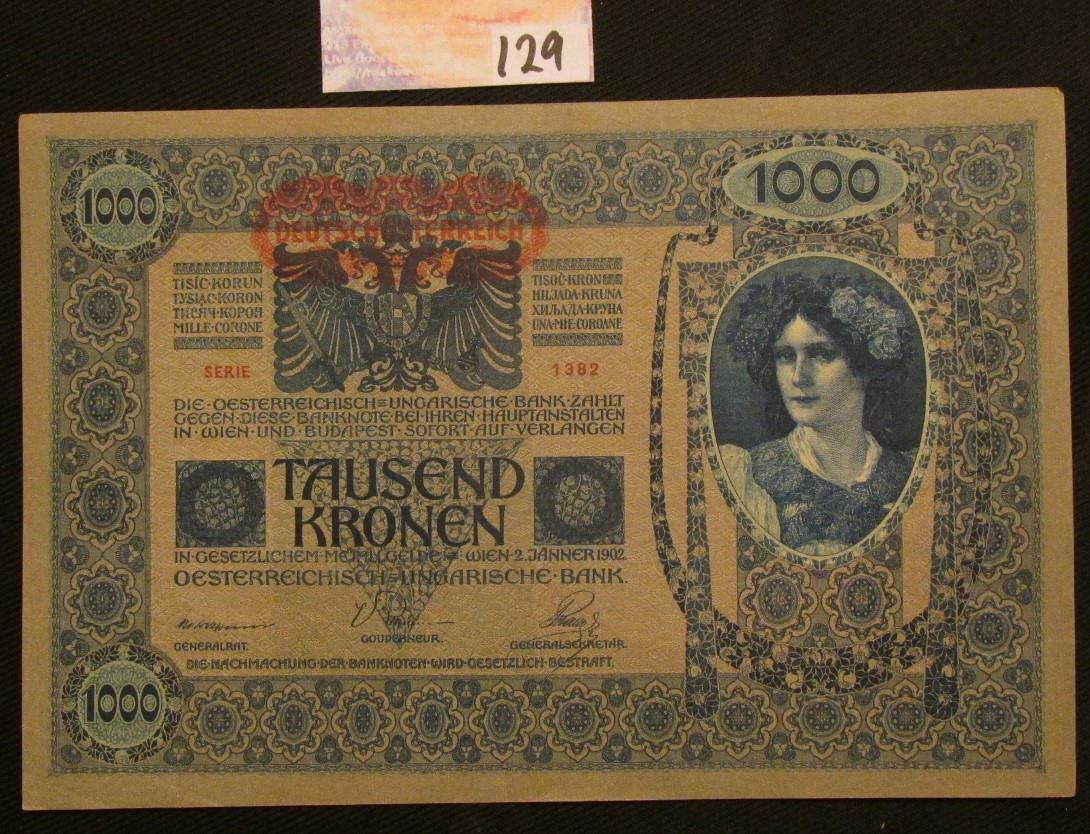 129
1000
1000
DEUTSCHÖSTERREICH
TISÍC·KORUN
TYSIĄC·KORON
ТИСЯЧ·КОРОН
MILLE·CORONE
TISOČ·KRON
HILJADA·KRUNA
ХИЉАДА·КРУНА
UNA·MIE·COROANE
SERIE 1382
DIE·OESTERREICHISCH=UNGARISCHE·BANK·ZAHLT
GEGEN·DIESE·BANKNOTE·BEI·IHREN·HAUPTANSTALTEN
IN·WIEN·UND·BUDAPEST·SOFORT·AUF·VERLANGEN
TAUSEND
KRONEN
IN·GESETZLICHEM·METALLGELDE=:WIEN·2.JÄNNER 1902
OESTERREICHISCH=UNGARISCHE·BANK.
GENERALRAT. GOUVERNEUR. GENERALSEKRETÄR.
DIE·NACHMACHUNG·DER·BANKNOTEN·WIRD·GESETZLICH·BESTRAFT.
1000